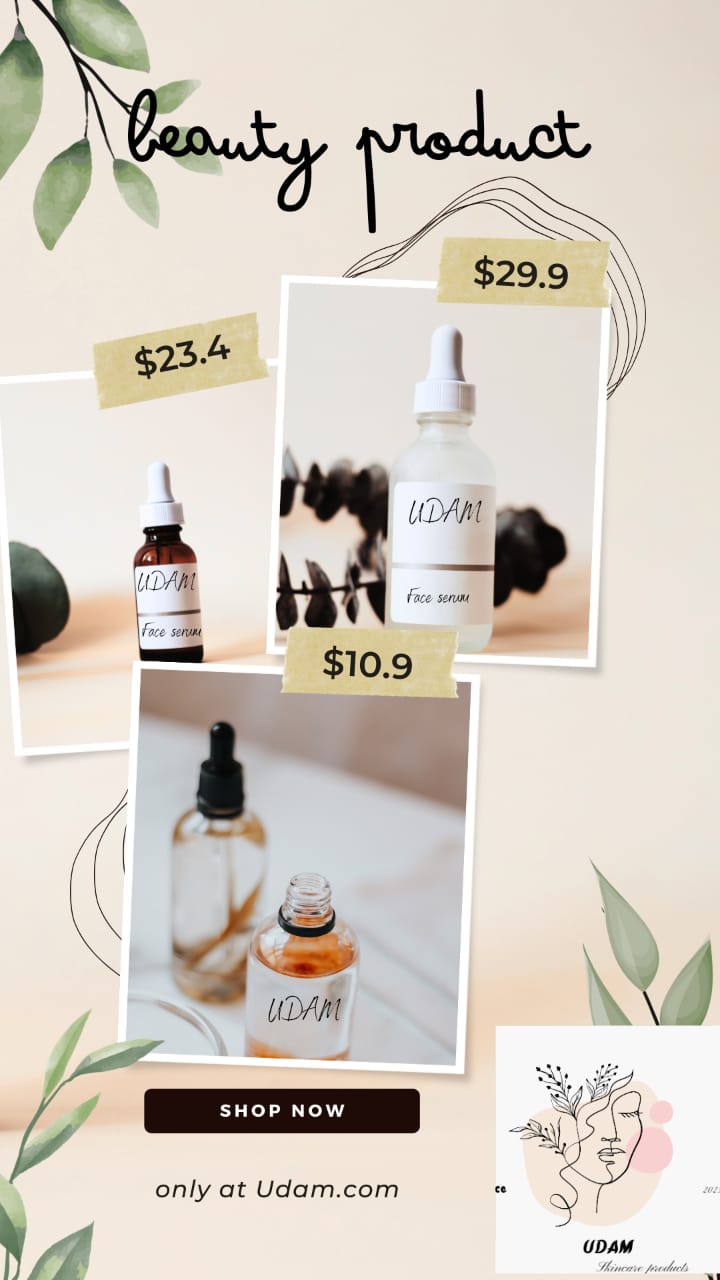 beauty product
$29.9
$23.4
UDAM
Face serum
UDAM
Face serum
$10.9
UDAM
SHOP NOW
only at Udam.com
UDAM
Skincare products